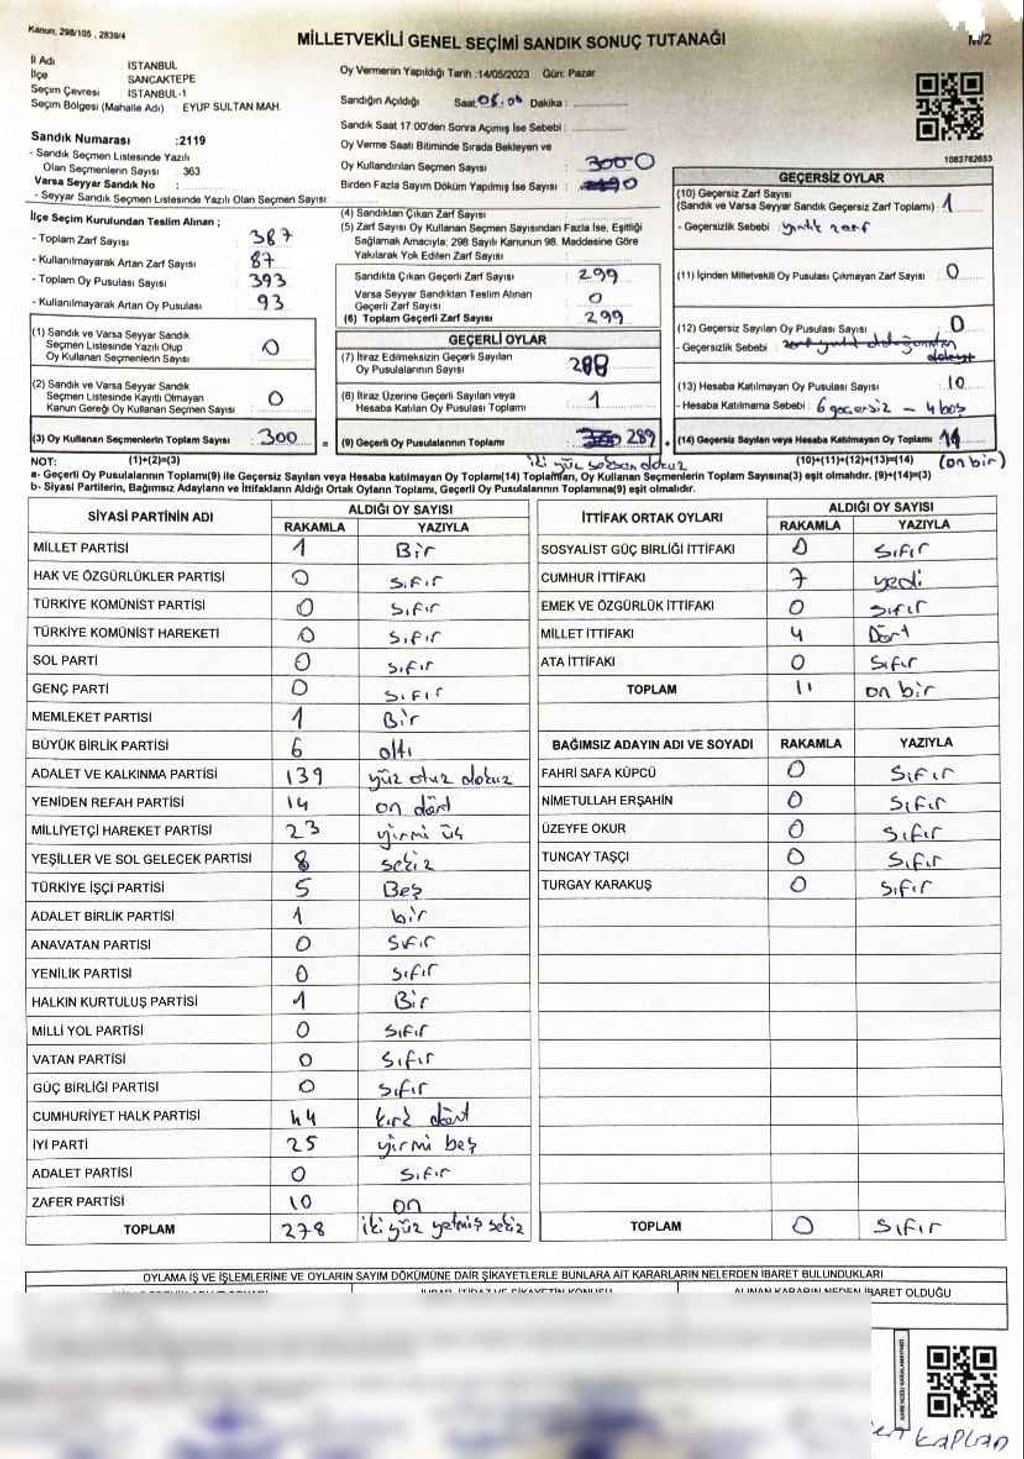 Kanun, 298/105 , 2839/4
MİLLETVEKİLİ GENEL SEÇİMİ SANDIK SONUÇ TUTANAĞI
M/2
İl Adı İSTANBUL
İlçe SANCAKTEPE
Seçim Çevresi İSTANBUL-1
Seçim Bölgesi (Mahalle Adı) EYÜP SULTAN MAH.
Sandık Numarası :2119
- Sandık Seçmen Listesinde Yazılı
Olan Seçmenlerin Sayısı 363
Varsa Seyyar Sandık No :
- Seyyar Sandık Seçmen Listesinde Yazılı Olan Seçmen Sayısı
Oy Vermenin Yapıldığı Tarih :14/05/2023 Gün: Pazar
Sandığın Açıldığı Saat: Dakika :
Sandık Saat 17.00'den Sonra Açılmış İse Sebebi :
Oy Verme Saati Bitiminde Sırada Bekleyen ve
Oy Kullandırılan Seçmen Sayısı :
Birden Fazla Sayım Döküm Yapılmış İse Sayısı : 0
1083782653
İlçe Seçim Kurulundan Teslim Alınan ;
- Toplam Zarf Sayısı 387
- Kullanılmayarak Artan Zarf Sayısı 87
- Toplam Oy Pusulası Sayısı 393
- Kullanılmayarak Artan Oy Pusulası 93
(1) Sandık ve Varsa Seyyar Sandık
Seçmen Listesinde Yazılı Olup
Oy Kullanan Seçmenlerin Sayısı 0
(2) Sandık ve Varsa Seyyar Sandık
Seçmen Listesinde Kayıtlı Olmayan
Kanun Gereği Oy Kullanan Seçmen Sayısı 0
(3) Oy Kullanan Seçmenlerin Toplam Sayısı 300 =
(4) Sandıktan Çıkan Zarf Sayısı
(5) Zarf Sayısı Oy Kullanan Seçmen Sayısından Fazla İse, Eşitliği
Sağlamak Amacıyla; 298 Sayılı Kanunun 98. Maddesine Göre
Yakılarak Yok Edilen Zarf Sayısı
Sandıkta Çıkan Geçerli Zarf Sayısı 299
Varsa Seyyar Sandıktan Teslim Alınan
Geçerli Zarf Sayısı 0
(6) Toplam Geçerli Zarf Sayısı 299
GEÇERLİ OYLAR
(7) İtiraz Edilmeksizin Geçerli Sayılan
Oy Pusulalarının Sayısı 288
(8) İtiraz Üzerine Geçerli Sayılan veya
Hesaba Katılan Oy Pusulası Toplamı 1
(9) Geçerli Oy Pusulalarının Toplamı 289
iki yüz seksen dokuz
GEÇERSİZ OYLAR
(10) Geçersiz Zarf Sayısı
(Sandık ve Varsa Seyyar Sandık Geçersiz Zarf Toplamı) 1
- Geçersizlik Sebebi : yırtık zarf
(11) İçinden Milletvekili Oy Pusulası Çıkmayan Zarf Sayısı 0
(12) Geçersiz Sayılan Oy Pusulası Sayısı 0
- Geçersizlik Sebebi :
(13) Hesaba Katılmayan Oy Pusulası Sayısı 10
- Hesaba Katılmama Sebebi : 6 geçersiz - 4 boş
(14) Geçersiz Sayılan veya Hesaba Katılmayan Oy Toplamı 11
(on bir)
NOT: (1)+(2)=(3) (10)+(11)+(12)+(13)=(14)
a- Geçerli Oy Pusulalarının Toplamı(9) ile Geçersiz Sayılan veya Hesaba katılmayan Oy Toplamı(14) Toplamları, Oy Kullanan Seçmenlerin Toplam Sayısına(3) eşit olmalıdır. (9)+(14)=(3)
b- Siyasi Partilerin, Bağımsız Adayların ve İttifakların Aldığı Ortak Oyların Toplamı, Geçerli Oy Pusulalarının Toplamına(9) eşit olmalıdır.
SİYASİ PARTİNİN ADI ALDIĞI OY SAYISI
RAKAMLA YAZIYLA
MİLLET PARTİSİ 1 Bir
HAK VE ÖZGÜRLÜKLER PARTİSİ 0 sıfır
TÜRKİYE KOMÜNİST PARTİSİ 0 sıfır
TÜRKİYE KOMÜNİST HAREKETİ 0 sıfır
SOL PARTİ 0 sıfır
GENÇ PARTİ 0 sıfır
MEMLEKET PARTİSİ 1 Bir
BÜYÜK BİRLİK PARTİSİ 6 altı
ADALET VE KALKINMA PARTİSİ 139 yüz otuz dokuz
YENİDEN REFAH PARTİSİ 14 on dört
MİLLİYETÇİ HAREKET PARTİSİ 23 yirmi üç
YEŞİLLER VE SOL GELECEK PARTİSİ 8 sekiz
TÜRKİYE İŞÇİ PARTİSİ 5 Beş
ADALET BİRLİK PARTİSİ 1 bir
ANAVATAN PARTİSİ 0 sıfır
YENİLİK PARTİSİ 0 sıfır
HALKIN KURTULUŞ PARTİSİ 1 Bir
MİLLİ YOL PARTİSİ 0 sıfır
VATAN PARTİSİ 0 sıfır
GÜÇ BİRLİĞİ PARTİSİ 0 sıfır
CUMHURİYET HALK PARTİSİ 44 kırk dört
İYİ PARTİ 25 yirmi beş
ADALET PARTİSİ 0 sıfır
ZAFER PARTİSİ 10 on
TOPLAM 278 iki yüz yetmiş sekiz
İTTİFAK ORTAK OYLARI ALDIĞI OY SAYISI
RAKAMLA YAZIYLA
SOSYALİST GÜÇ BİRLİĞİ İTTİFAKI 0 sıfır
CUMHUR İTTİFAKI 7 yedi
EMEK VE ÖZGÜRLÜK İTTİFAKI 0 sıfır
MİLLET İTTİFAKI 4 Dört
ATA İTTİFAKI 0 sıfır
TOPLAM 11 on bir
BAĞIMSIZ ADAYIN ADI VE SOYADI RAKAMLA YAZIYLA
FAHRİ SAFA KÜPCÜ 0 sıfır
NİMETULLAH ERŞAHİN 0 sıfır
ÜZEYFE OKUR 0 sıfır
TUNCAY TAŞÇI 0 sıfır
TURGAY KARAKUŞ 0 sıfır
TOPLAM 0 sıfır
OYLAMA İŞ VE İŞLEMLERİNE VE OYLARIN SAYIM DÖKÜMÜNE DAİR ŞİKAYETLERLE BUNLARA AİT KARARLARIN NELERDEN İBARET BULUNDUKLARI
ALINAN KARARIN NEDEN İBARET OLDUĞU
KAPLAN